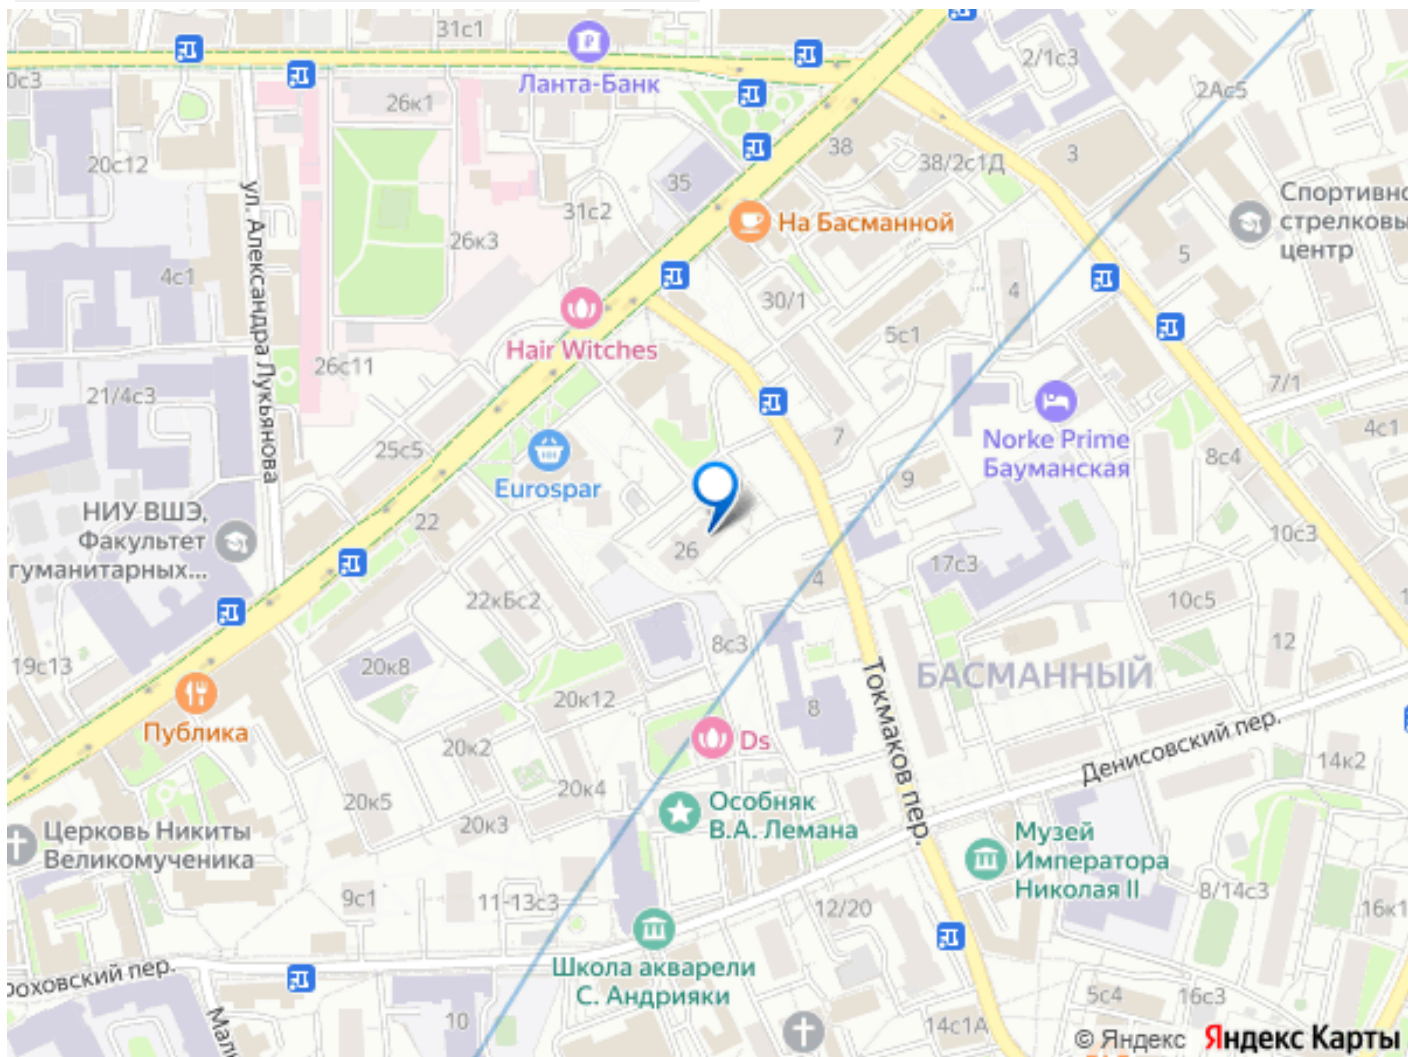 31с1
2/1с3
0с3
Ланта-Банк
26к1
2Ас5
20с12
38
38/2с1Д
3
35
ул. Александра Лукьянова
31с2
На Басманной
Спортивно
стрелковы
центр
26к3
4с1
5
30/1
4
5с1
Hair Witches
26с11
21/4с3
7/1
Norke Prime
Бауманская
4с1
25с5
7
8с4
9
Eurospar
НИУ ВШЭ,
Факультет
гуманитарных...
22
10с3
26
17с3
4
22кБс2
10с5
8с3
12
19с13
20к8
БАСМАННЫЙ
20к12
8
Токмаков пер.
Публика
Ds
20к2
Денисовский пер.
14к2
20к5
20к4
Особняк
В.А. Лемана
20к3
Церковь Никиты
Великомученика
Музей
Императора
Николая II
9с1
11-13с3
12/20
8/14с3
16к1
роховский пер.
Школа акварели
С. Андрияки
Мали
10
5с4
16с3
14с1А
© Яндекс Яндекс Карты